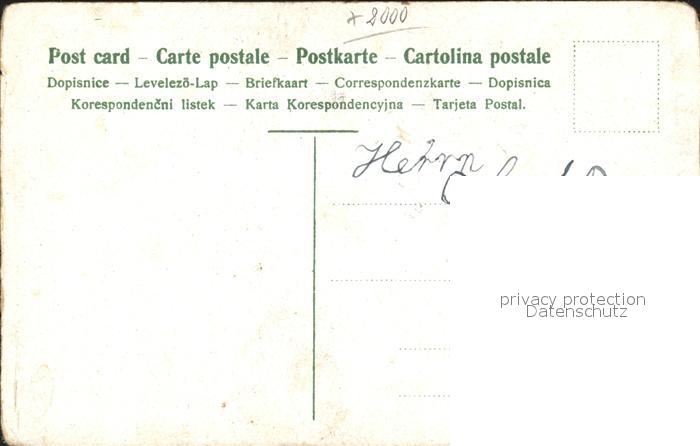 + 2000
Post card – Carte postale – Postkarte – Cartolina postale
Dopisnice — Levelező-Lap — Briefkaart — Correspondenzkarte — Dopisnica
Korespondenčni listek — Karta Korespondencyjna — Tarjeta Postal.
Herrn
privacy protection
Datenschutz